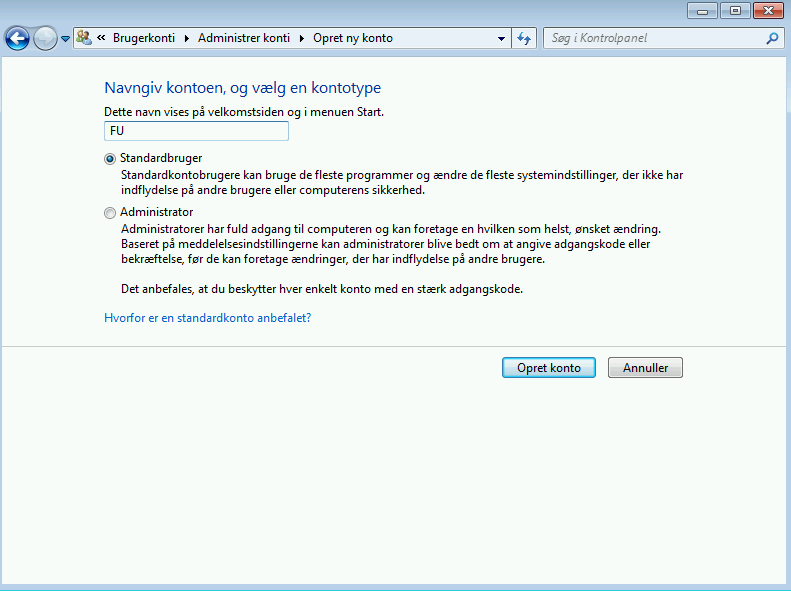 « Brugerkonti ▸ Administrer konti ▸ Opret ny konto
Søg i Kontrolpanel
Navngiv kontoen, og vælg en kontotype
Dette navn vises på velkomstsiden og i menuen Start.
FU
Standardbruger
Standardkontobrugere kan bruge de fleste programmer og ændre de fleste systemindstillinger, der ikke har
indflydelse på andre brugere eller computerens sikkerhed.
Administrator
Administratorer har fuld adgang til computeren og kan foretage en hvilken som helst, ønsket ændring.
Baseret på meddelelsesindstillingerne kan administratorer blive bedt om at angive adgangskode eller
bekræftelse, før de kan foretage ændringer, der har indflydelse på andre brugere.
Det anbefales, at du beskytter hver enkelt konto med en stærk adgangskode.
Hvorfor er en standardkonto anbefalet?
Opret konto
Annuller